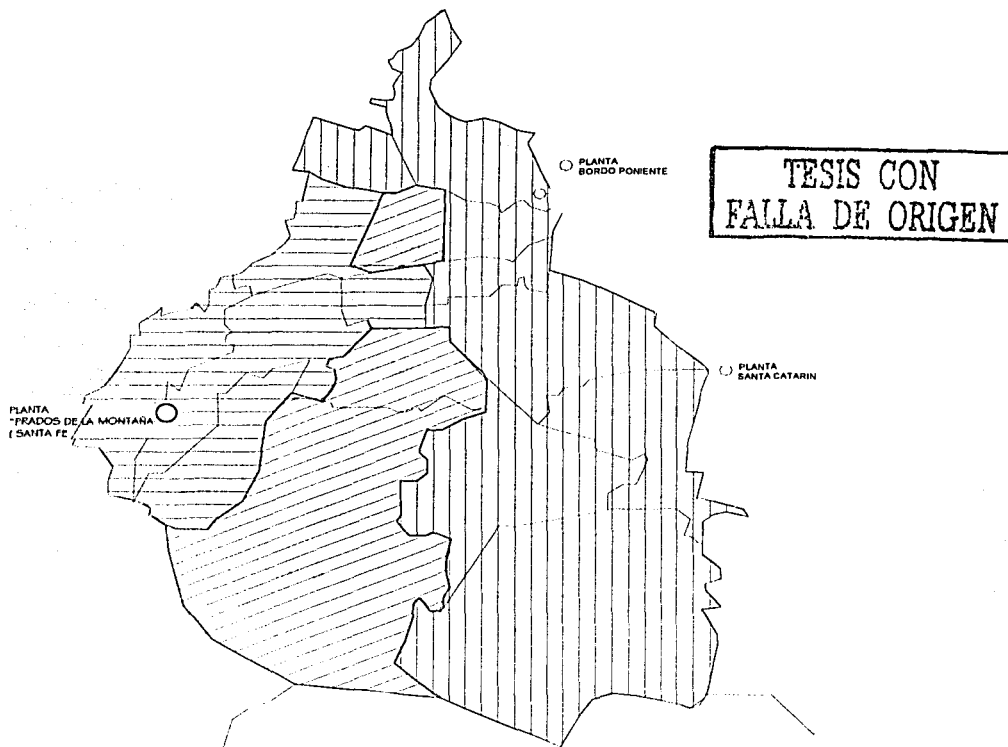 PLANTA
BORDO PONIENTE
TESIS CON
FALLA DE ORIGEN
PLANTA
SANTA CATARIN
PLANTA
"PRADOS DE LA MONTAÑA
( SANTA FE